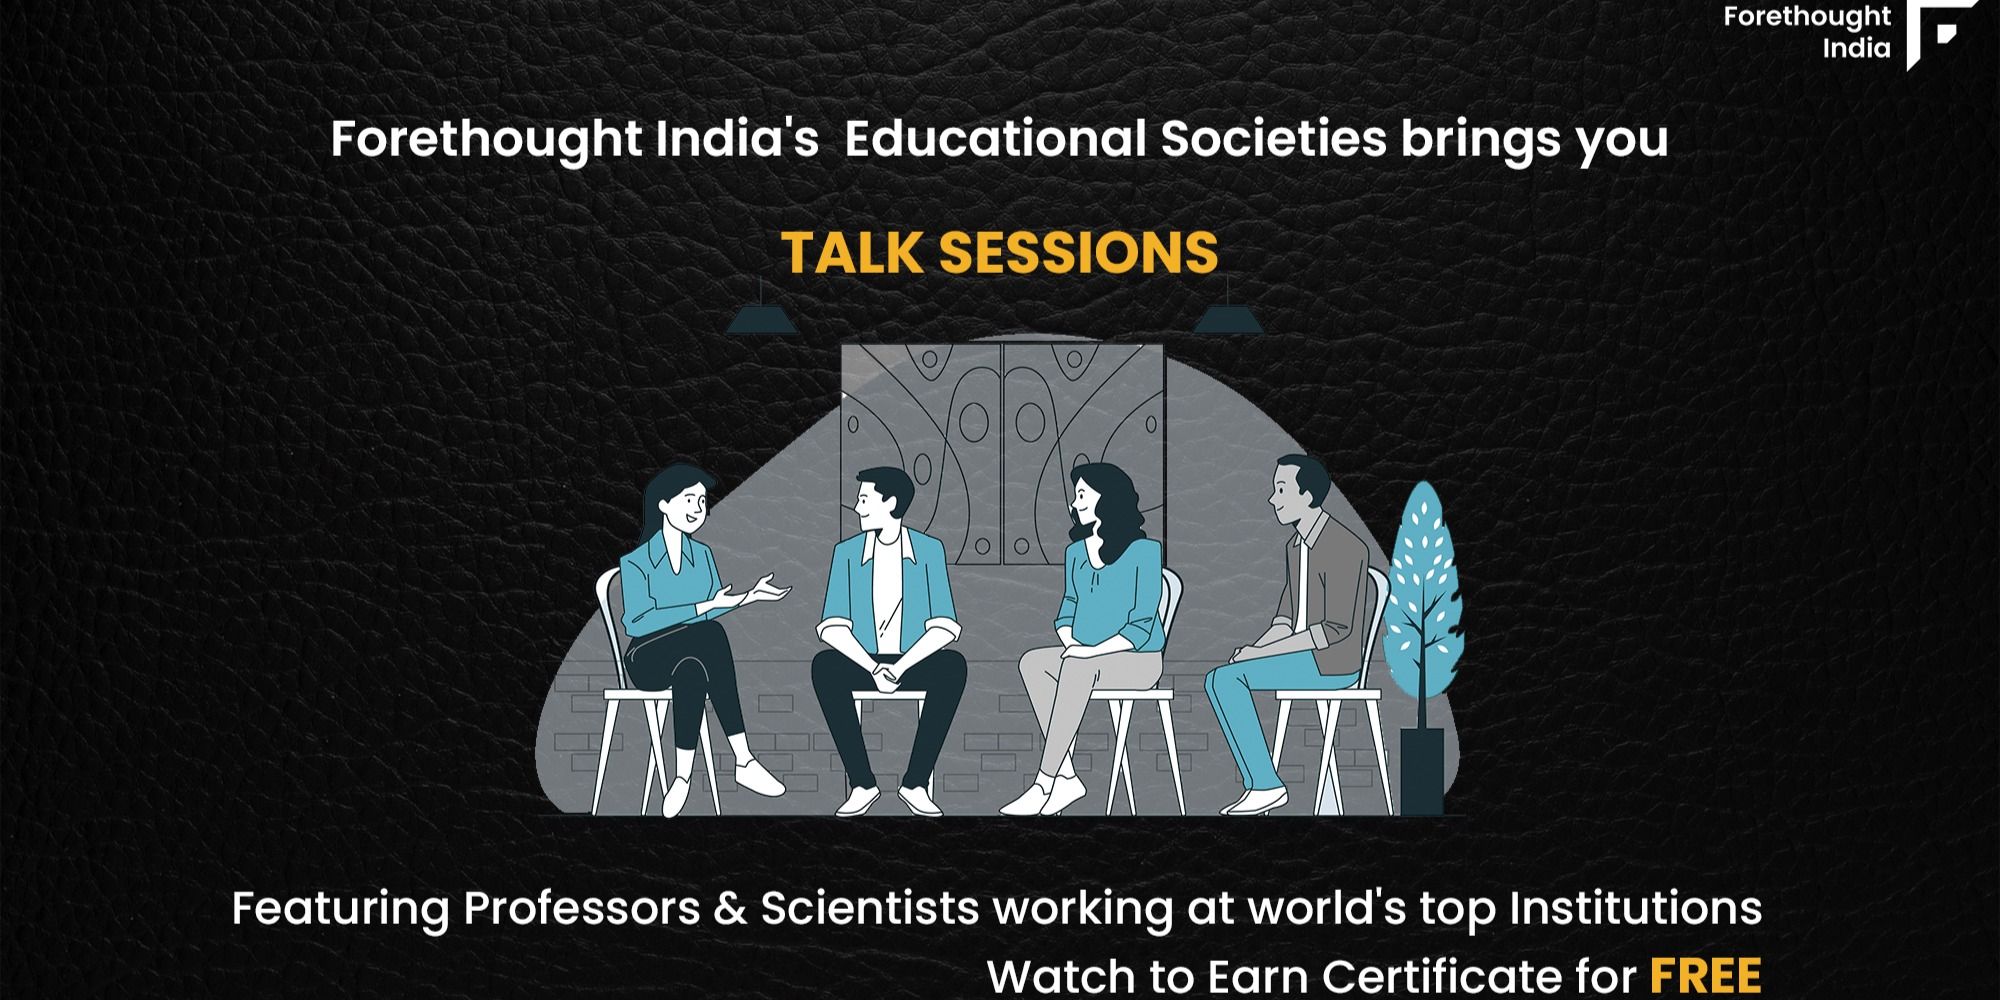 Forethought
India
Forethought India's  Educational Societies brings you
TALK SESSIONS
Featuring Professors & Scientists working at world's top Institutions
Watch to Earn Certificate for FREE